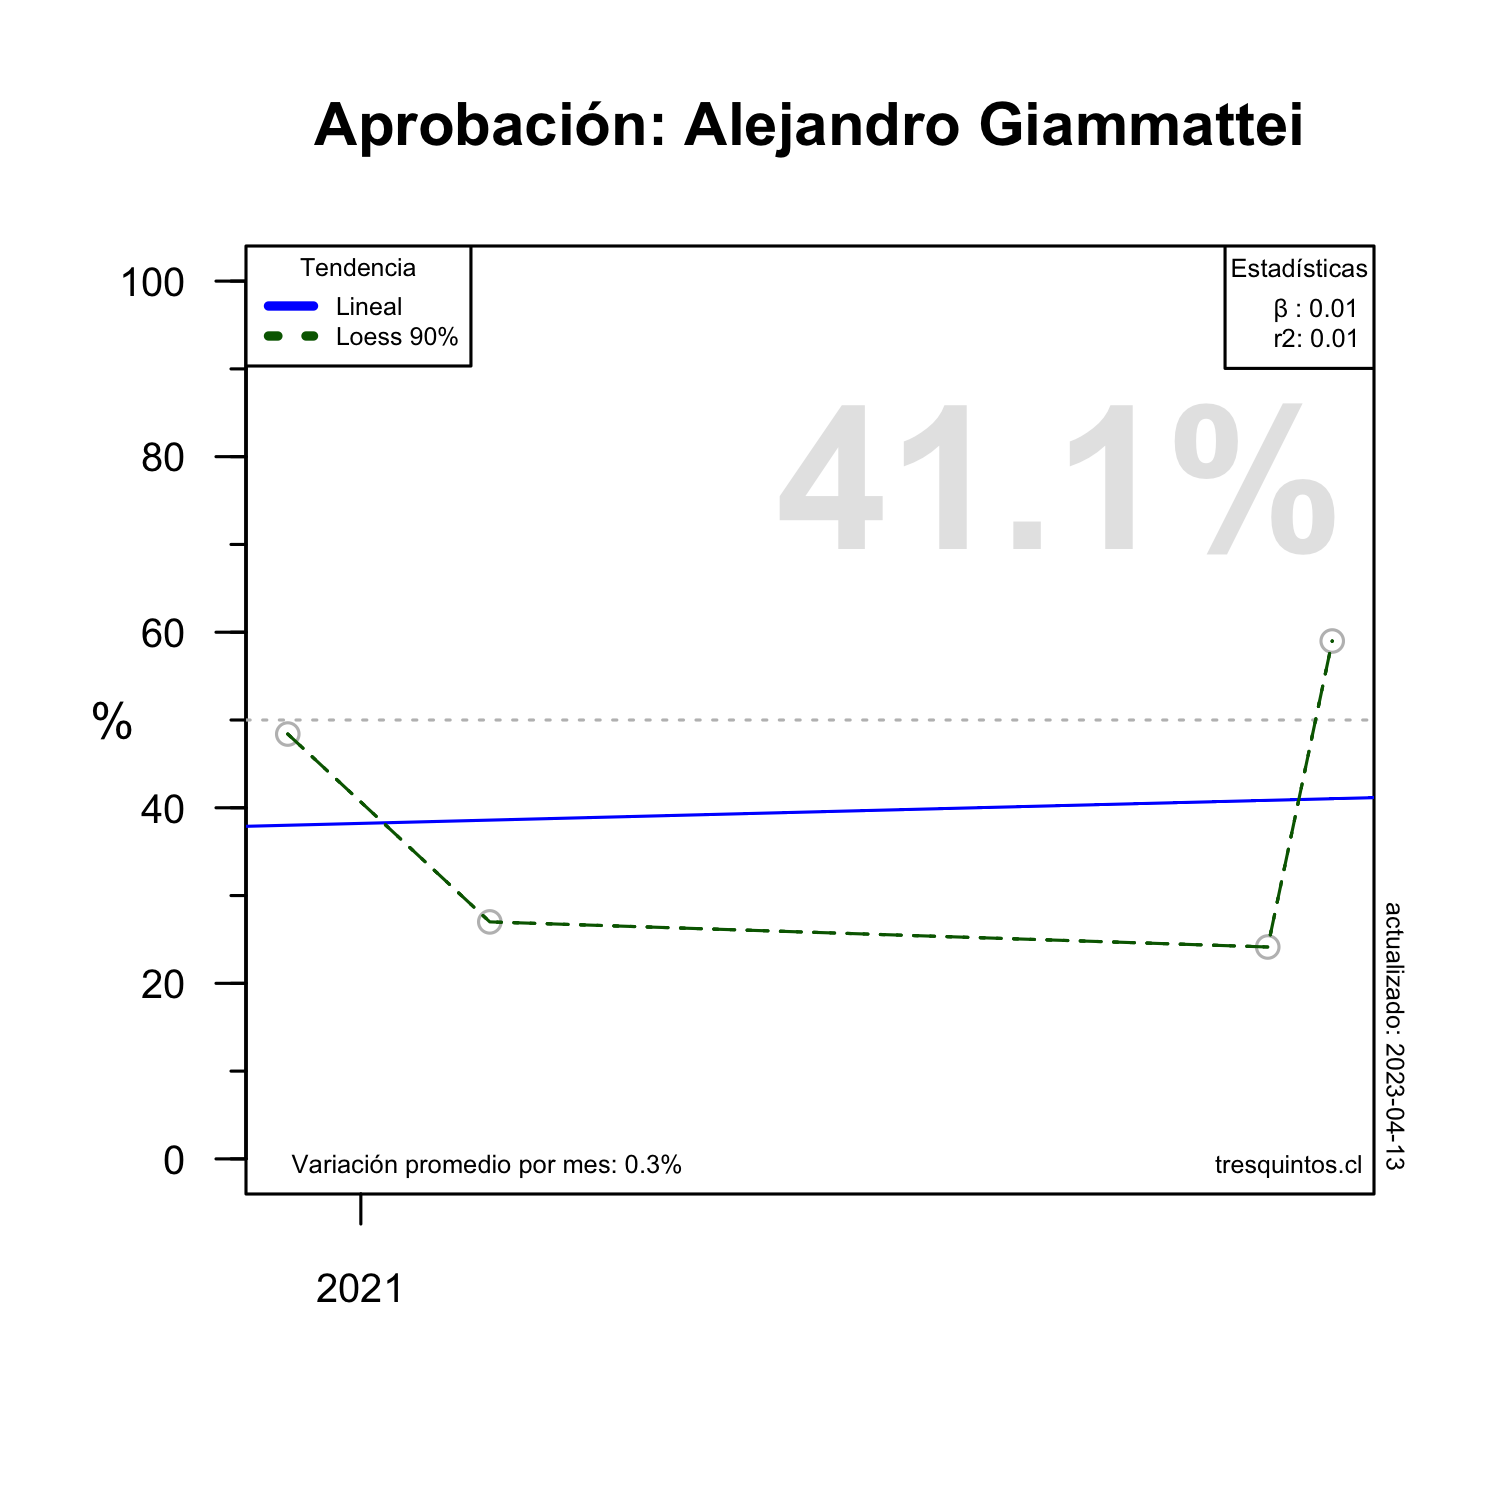 Aprobación: Alejandro Giammattei
Tendencia
Lineal
Loess 90%
Estadísticas
β : 0.01
r2: 0.01
41.1%
100
80
60
40
20
0
%
Variación promedio por mes: 0.3%
tresquintos.cl
actualizado: 2023-04-13
2021